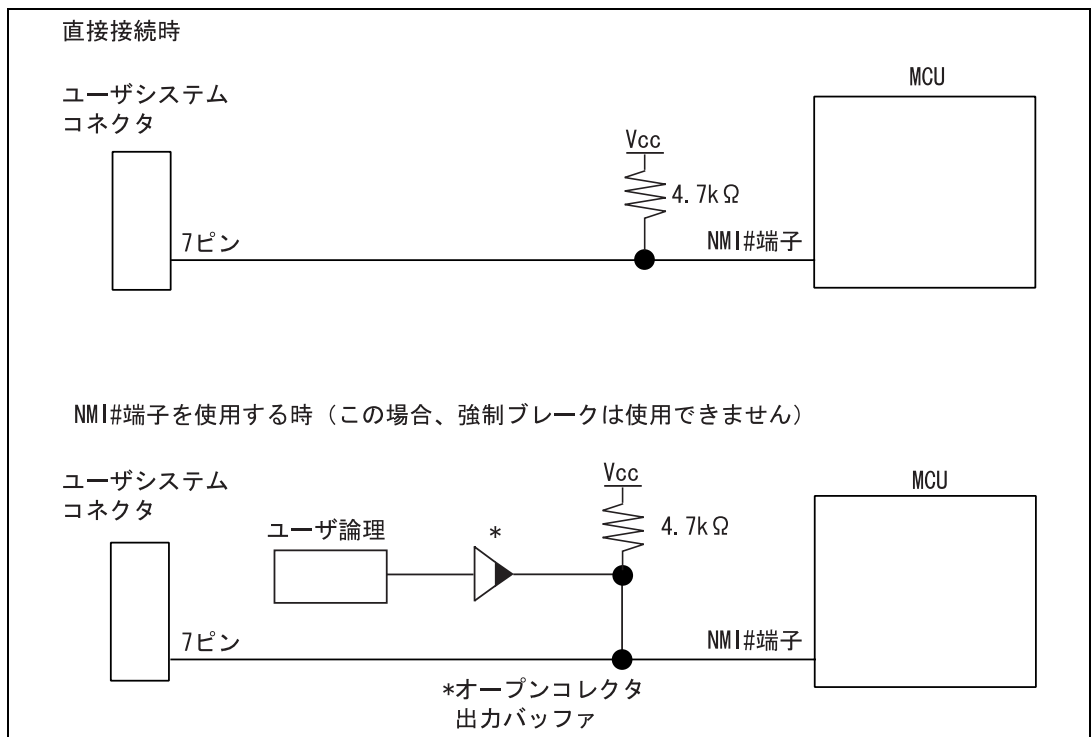 直接接続時
MCU
ユーザシステム
コネクタ
Vcc
4.7kΩ
7ピン
NMI#端子
NMI#端子を使用する時（この場合、強制ブレークは使用できません）
ユーザシステム
コネクタ
Vcc
MCU
ユーザ論理
*
4.7kΩ
7ピン
NMI#端子
*オープンコレクタ
出力バッファ